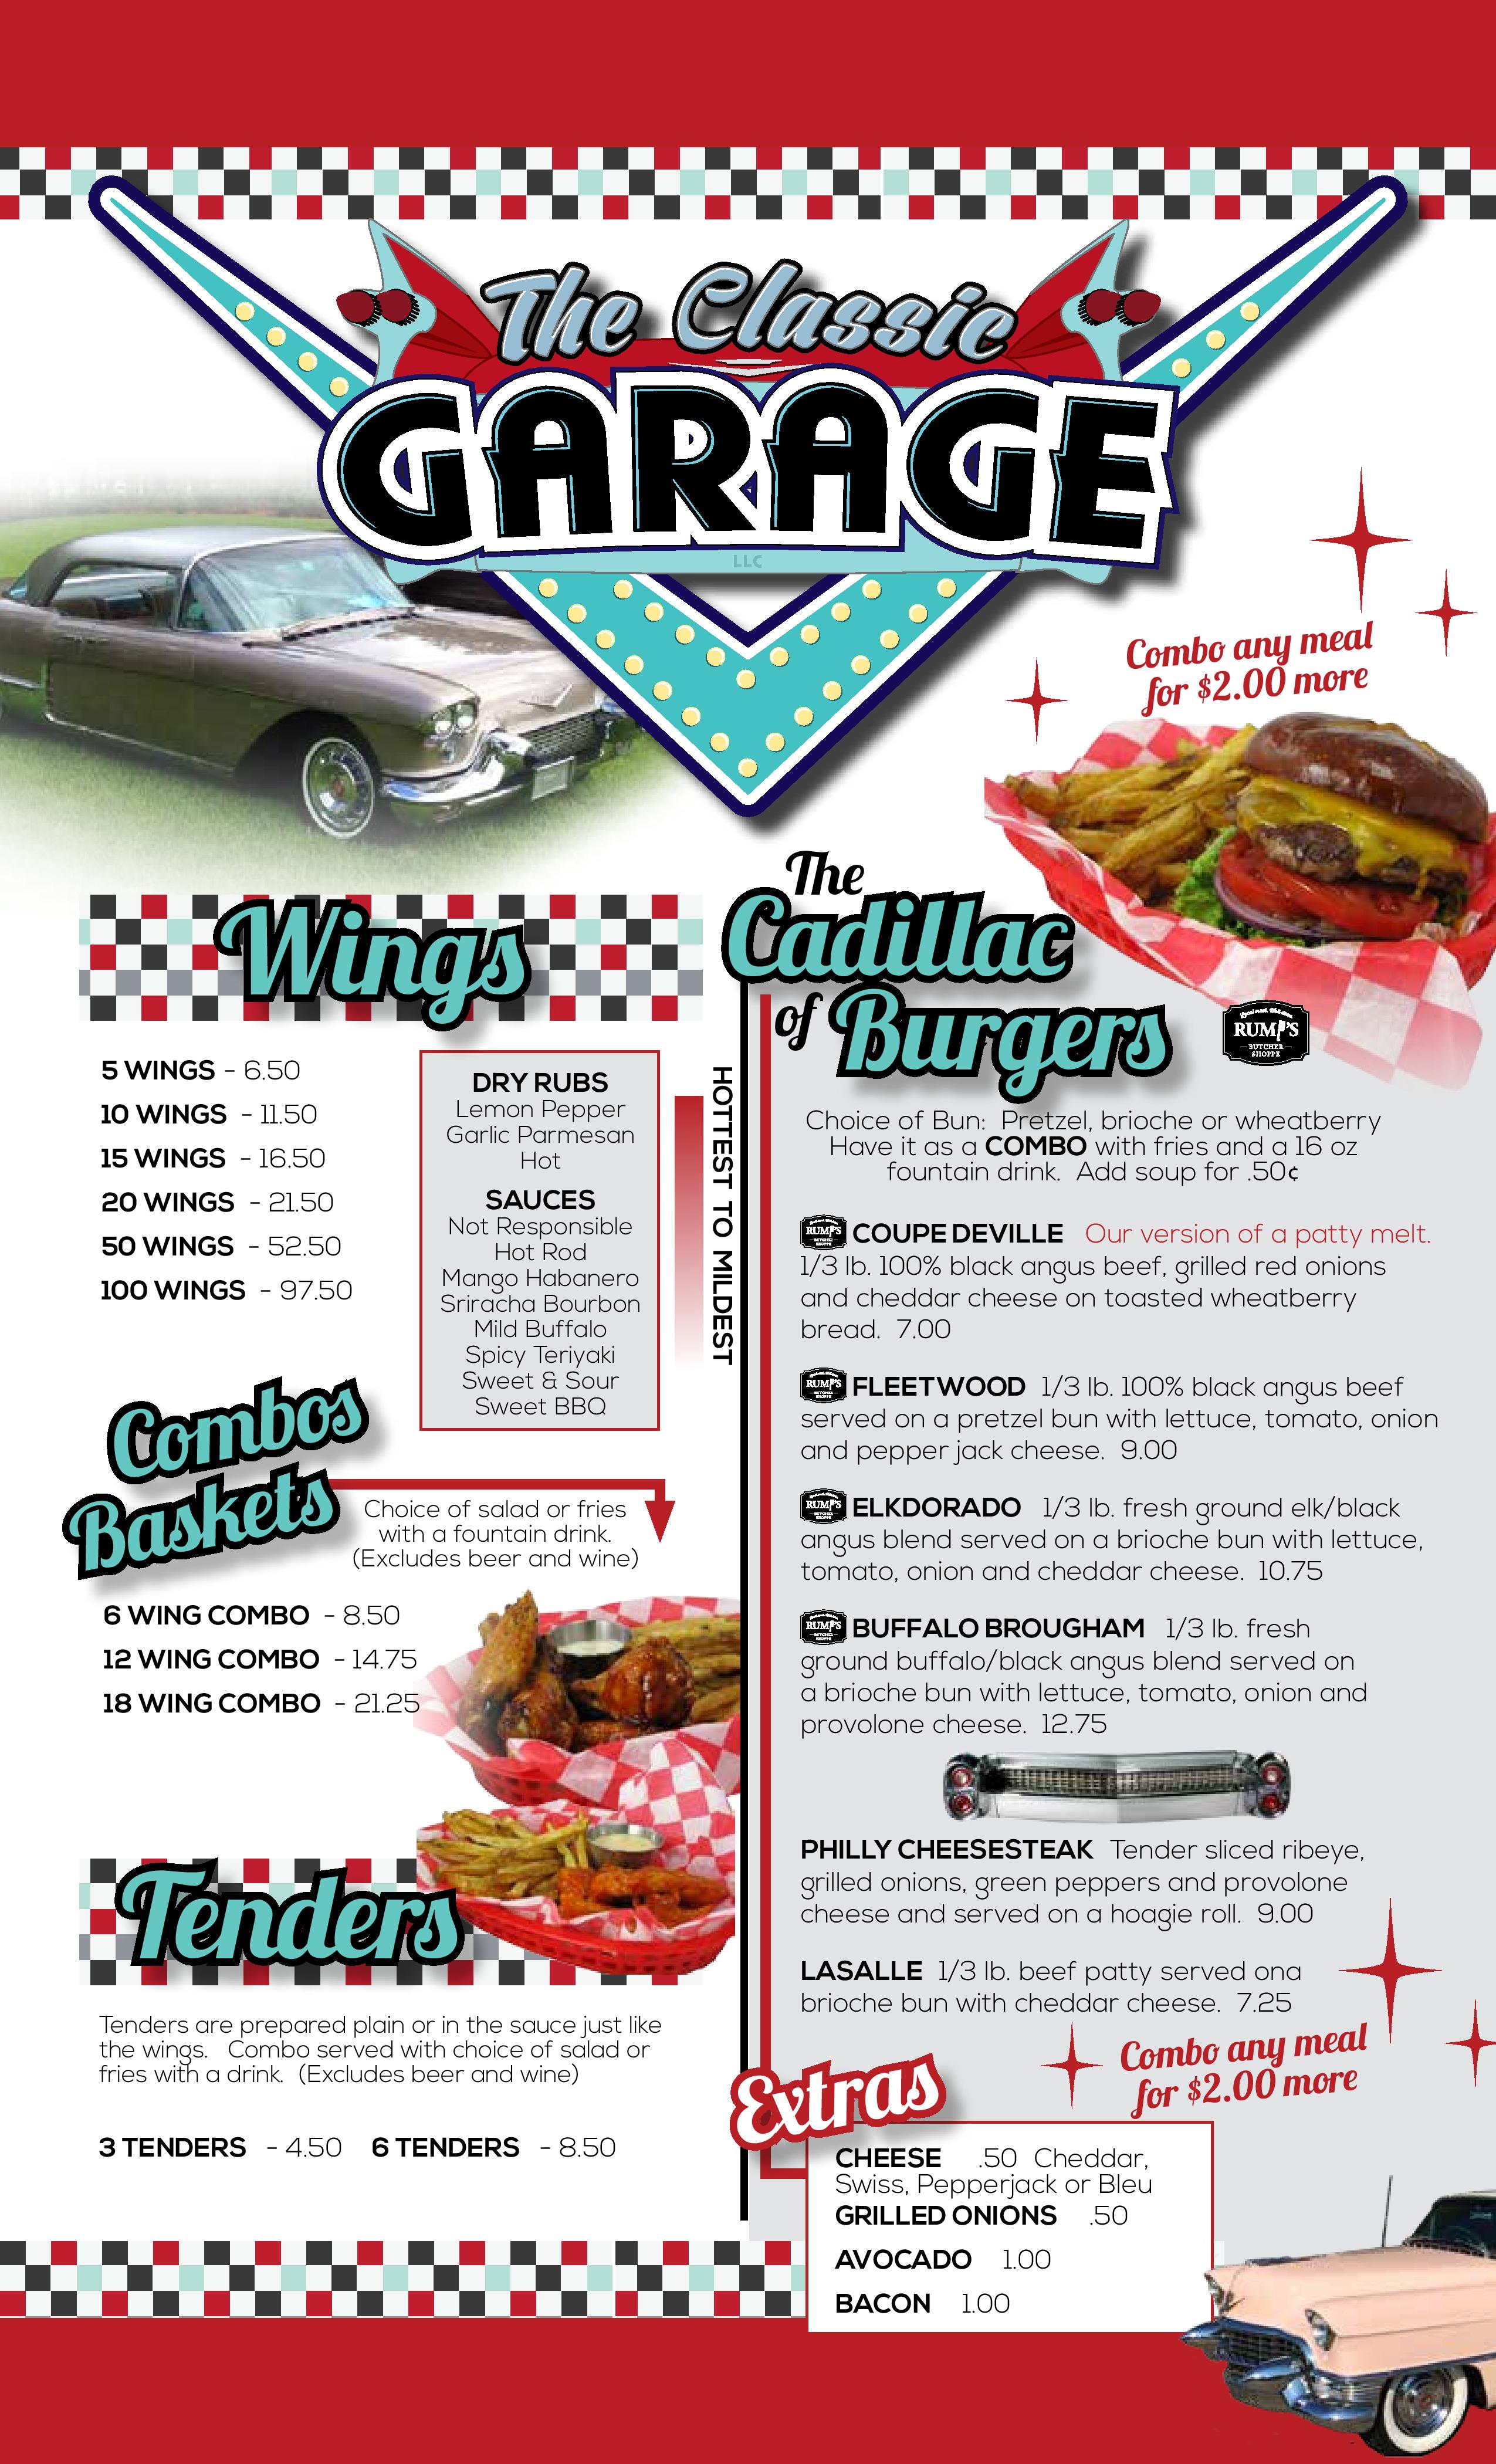 The Classic
GARAGE
LLC
Combo any meal
for $2.00 more
Wings
5 WINGS - 6.50
10 WINGS - 11.50
15 WINGS - 16.50
20 WINGS - 21.50
50 WINGS - 52.50
100 WINGS - 97.50
DRY RUBS
Lemon Pepper
Garlic Parmesan
Hot
SAUCES
Not Responsible
Hot Rod
Mango Habanero
Sriracha Bourbon
Mild Buffalo
Spicy Teriyaki
Sweet & Sour
Sweet BBQ
HOTTEST TO MILDEST
Combos
Baskets
Choice of salad or fries
with a fountain drink.
(Excludes beer and wine)
6 WING COMBO - 8.50
12 WING COMBO - 14.75
18 WING COMBO - 21.25
Tenders
Tenders are prepared plain or in the sauce just like
the wings. Combo served with choice of salad or
fries with a drink. (Excludes beer and wine)
3 TENDERS - 4.50 6 TENDERS - 8.50
The
Cadillac
of Burgers
RUMP'S
BUTCHER
SHOPPE
Choice of Bun: Pretzel, brioche or wheatberry
Have it as a COMBO with fries and a 16 oz
fountain drink. Add soup for .50¢
RUMP'S COUPE DEVILLE Our version of a patty melt.
1/3 lb. 100% black angus beef, grilled red onions
and cheddar cheese on toasted wheatberry
bread. 7.00
RUMP'S FLEETWOOD 1/3 lb. 100% black angus beef
served on a pretzel bun with lettuce, tomato, onion
and pepper jack cheese. 9.00
RUMP'S ELKDORADO 1/3 lb. fresh ground elk/black
angus blend served on a brioche bun with lettuce,
tomato, onion and cheddar cheese. 10.75
RUMP'S BUFFALO BROUGHAM 1/3 lb. fresh
ground buffalo/black angus blend served on
a brioche bun with lettuce, tomato, onion and
provolone cheese. 12.75
PHILLY CHEESESTEAK Tender sliced ribeye,
grilled onions, green peppers and provolone
cheese and served on a hoagie roll. 9.00
LASALLE 1/3 lb. beef patty served ona
brioche bun with cheddar cheese. 7.25
Combo any meal
for $2.00 more
Extras
CHEESE .50 Cheddar,
Swiss, Pepperjack or Bleu
GRILLED ONIONS .50
AVOCADO 1.00
BACON 1.00